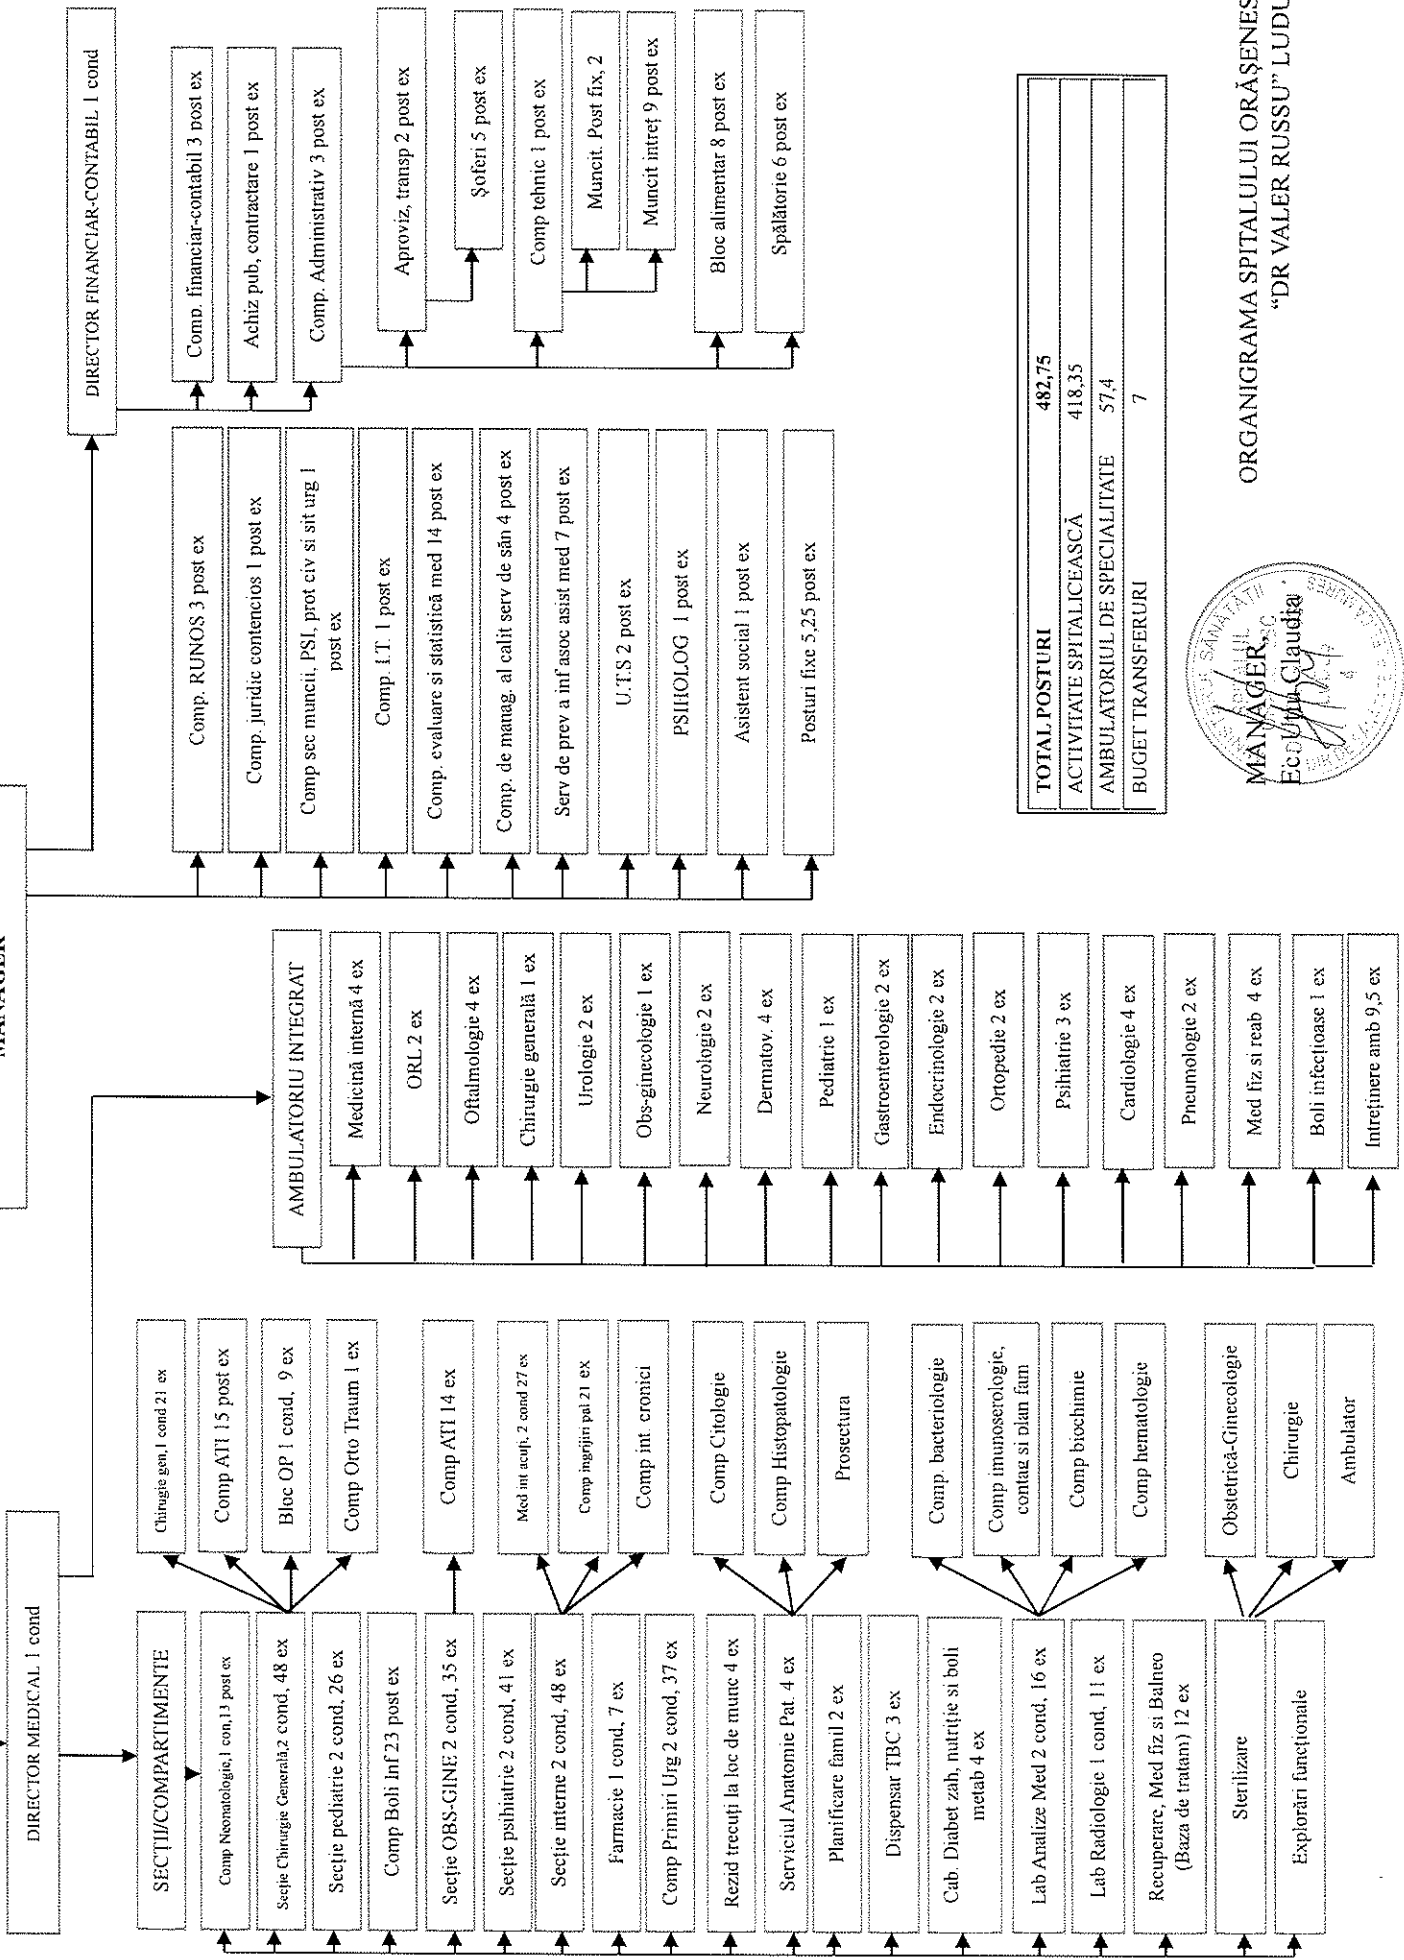 MANAGER
DIRECTOR MEDICAL 1 cond
DIRECTOR FINANCIAR-CONTABIL 1 cond
SECȚII/COMPARTIMENTE
Comp Neonatologie,1 con,13 post ex
Secție Chirurgie Generală,2 cond, 48 ex
Secție pediatrie 2 cond, 26 ex
Comp Boli Inf 23 post ex
Secție OBS-GINE 2 cond, 35 ex
Secție psihiatrie 2 cond, 41 ex
Secție interne 2 cond, 48 ex
Farmacie 1 cond, 7 ex
Comp Primiri Urg 2 cond, 37 ex
Rezid trecuți la loc de munc 4 ex
Serviciul Anatomie Pat. 4 ex
Planificare famil 2 ex
Dispensar TBC 3 ex
Cab. Diabet zah, nutriție si boli
metab 4 ex
Lab Analize Med 2 cond, 16 ex
Lab Radiologie 1 cond, 11 ex
Recuperare, Med fiz si Balneo
(Baza de tratam) 12 ex
Sterilizare
Explorări funcționale
Chirugie gen,1 cond 21 ex
Comp ATI 15 post ex
Bloc OP 1 cond, 9 ex
Comp Orto Traum 1 ex
Comp ATI 14 ex
Med int acuți, 2 cond 27 ex
Comp ingrijiri pal 21 ex
Comp int cronici
Comp Citologie
Comp Histopatologie
Prosectura
Comp. bacteriologie
Comp imunoserologie,
contag si plan fam
Comp biochimie
Comp hematologie
Obstetrică-Ginecologie
Chirurgie
Ambulator
AMBULATORIU INTEGRAT
Medicină internă 4 ex
ORL 2 ex
Oftalmologie 4 ex
Chirurgie generală 1 ex
Urologie 2 ex
Obs-ginecologie 1 ex
Neurologie 2 ex
Dermatov. 4 ex
Pediatrie 1 ex
Gastroenterologie 2 ex
Endocrinologie 2 ex
Ortopedie 2 ex
Psihiatrie 3 ex
Cardiologie 4 ex
Pneumologie 2 ex
Med fiz si reab 4 ex
Boli infecțioase 1 ex
Intreținere amb 9,5 ex
Comp. RUNOS 3 post ex
Comp. juridic contencios 1 post ex
Comp sec muncii, PSI, prot civ si sit urg 1
post ex
Comp. I.T. 1 post ex
Comp. evaluare si statistică med 14 post ex
Comp. de manag. al calit serv de sân 4 post ex
Serv de prev a inf asoc asist med 7 post ex
U.T.S 2 post ex
PSIHOLOG 1 post ex
Asistent social 1 post ex
Posturi fixe 5,25 post ex
Comp. financiar-contabil 3 post ex
Achiz pub, contractare 1 post ex
Comp. Administrativ 3 post ex
Aproviz, transp 2 post ex
Șoferi 5 post ex
Comp tehnic 1 post ex
Muncit. Post fix, 2
Muncit intreț 9 post ex
Bloc alimentar 8 post ex
Spălătorie 6 post ex
TOTAL POSTURI 482,75
ACTIVITATE SPITALICEASCĂ 418,35
AMBULATORIUL DE SPECIALITATE 57,4
BUGET TRANSFERURI 7
ORGANIGRAMA SPITALULUI ORĂȘENES
“DR VALER RUSSU” LUDU
MANAGER,
Claudia